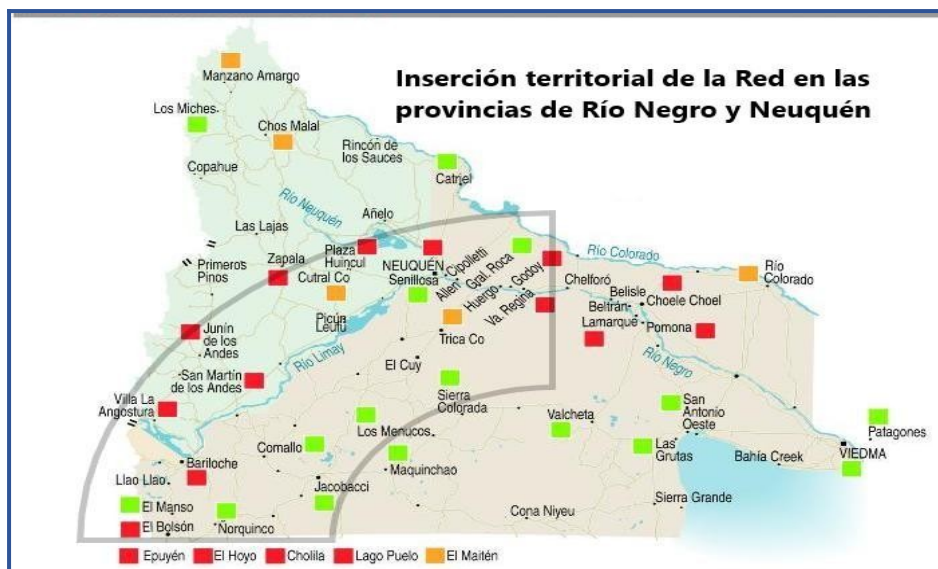 Inserción territorial de la Red en las
provincias de Río Negro y Neuquén
Manzano Amargo
Los Miches
Chos Malal
Rincón de
los Sauces
Copahue
Catriel
Río Neuquén
Añelo
Las Lajas
Primeros
Pinos
Zapala
Plaza
Huincul
Cutral Co
NEUQUÉN
Senillosa
Cipolletti
Allen
Gral. Roca
Huergo
Godoy
Va. Regina
Río Colorado
Chelforó
Belisle
Choele Choel
Río
Colorado
Beltrán
Lamarque
Pomona
Picún
Leufú
Trica Co
Junín
de los
Andes
Río Limay
El Cuy
Río Negro
San Martín
de los Andes
Sierra
Colorada
Villa La
Angostura
Los Menucos
Valcheta
San
Antonio
Oeste
Patagones
Comallo
Maquinchao
Las
Grutas
Bahía Creek
VIEDMA
Bariloche
Llao Llao
Jacobacci
Sierra Grande
El Manso
Cona Niyeu
El Bolsón
Norquinco
Epuyén El Hoyo Cholila Lago Puelo El Maitén